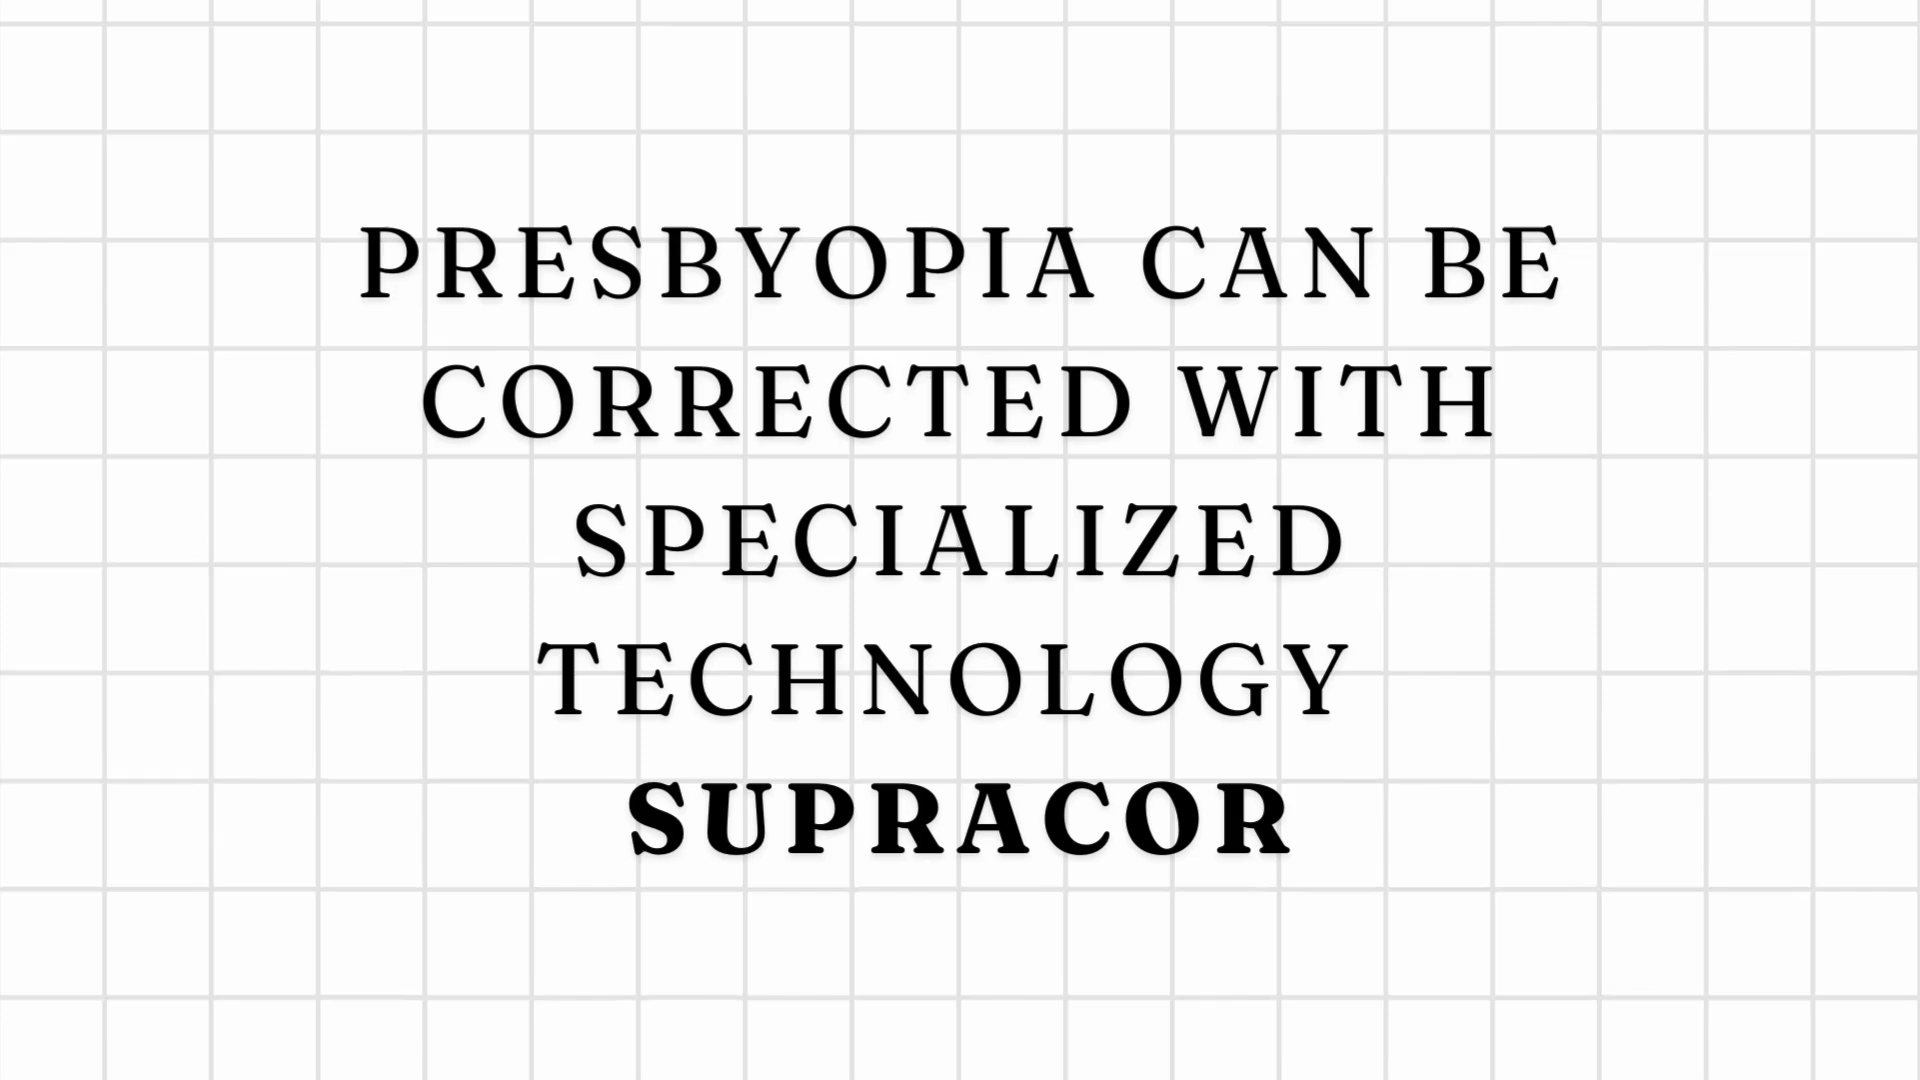 PRESBYOPIA CAN BE
CORRECTED WITH
SPECIALIZED
TECHNOLOGY
SUPRACOR